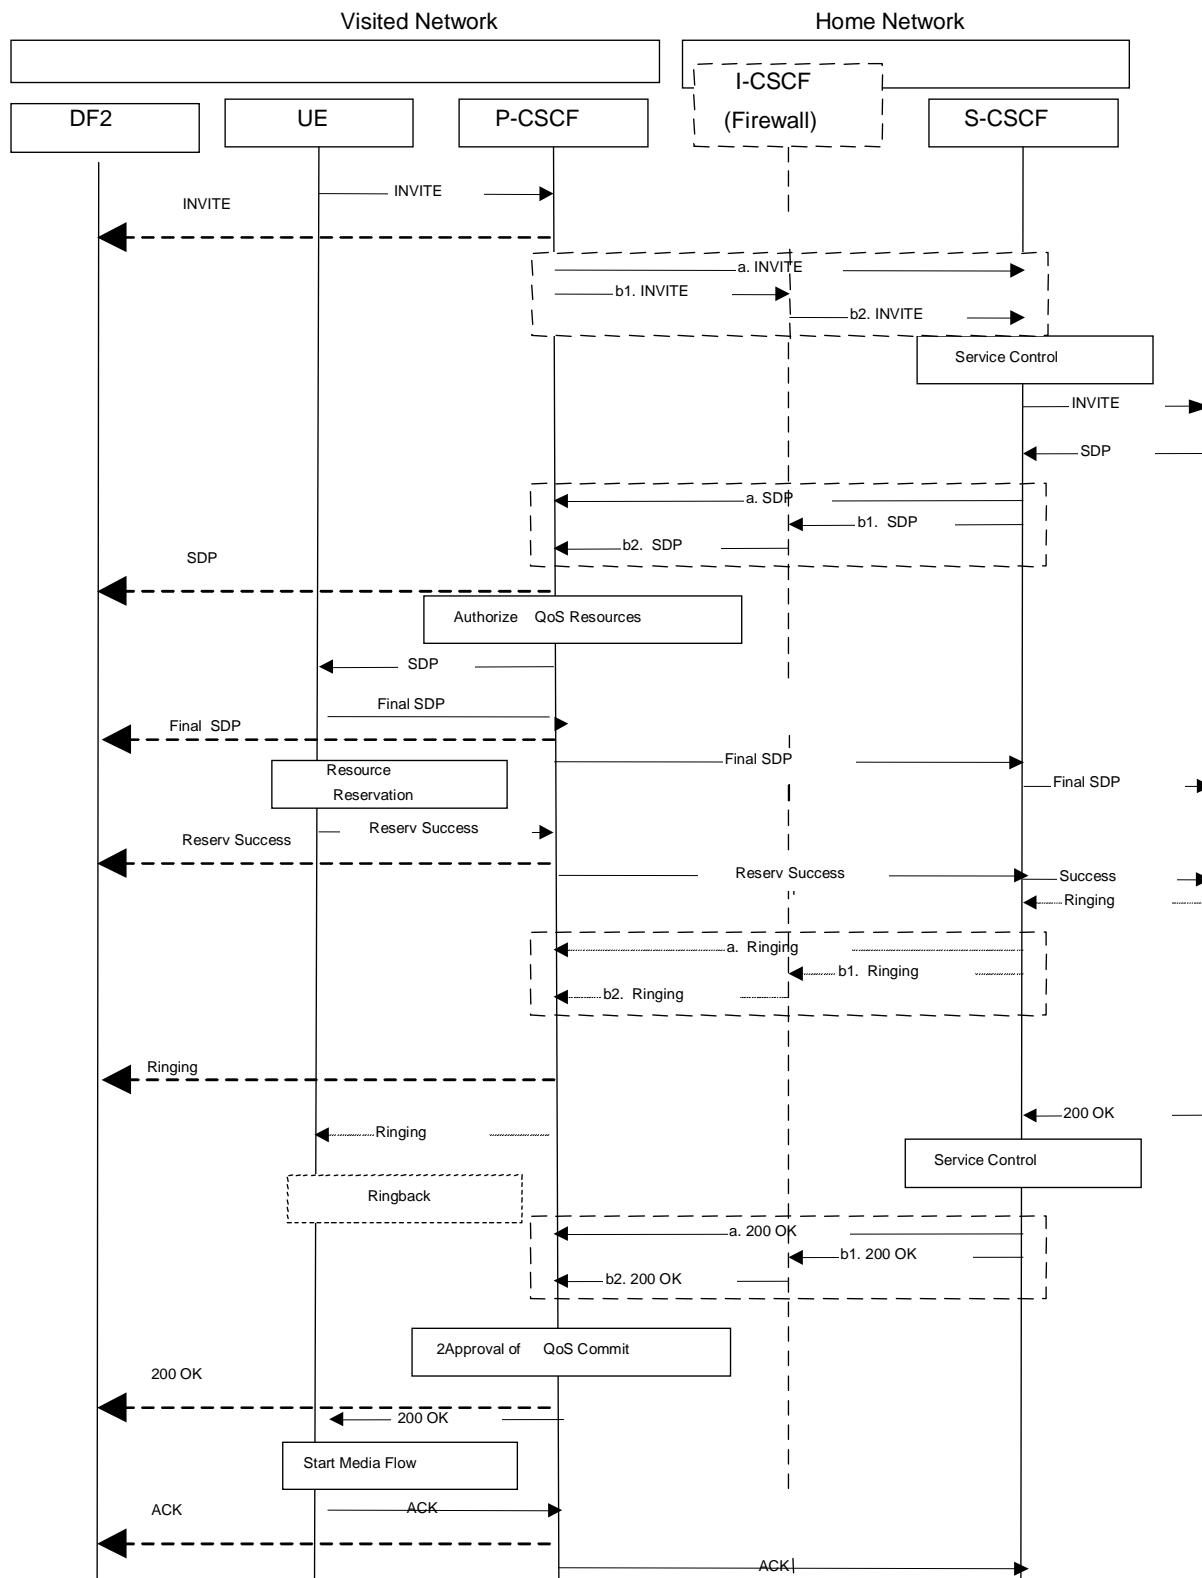 Visited Network
Home Network
DF2
UE
P-CSCF
I-CSCF
(Firewall)
S-CSCF
INVITE
INVITE
a. INVITE
b1. INVITE
b2. INVITE
Service Control
INVITE
SDP
a. SDP
b1. SDP
b2. SDP
SDP
Authorize QoS Resources
SDP
Final SDP
Final SDP
Final SDP
Resource
Reservation
Final SDP
Reserv Success
Reserv Success
Reserv Success
Success
Ringing
a. Ringing
b1. Ringing
b2. Ringing
Ringing
200 OK
Ringing
Service Control
Ringback
a. 200 OK
b1. 200 OK
b2. 200 OK
2Approval of QoS Commit
200 OK
200 OK
Start Media Flow
ACK
ACK
ACK